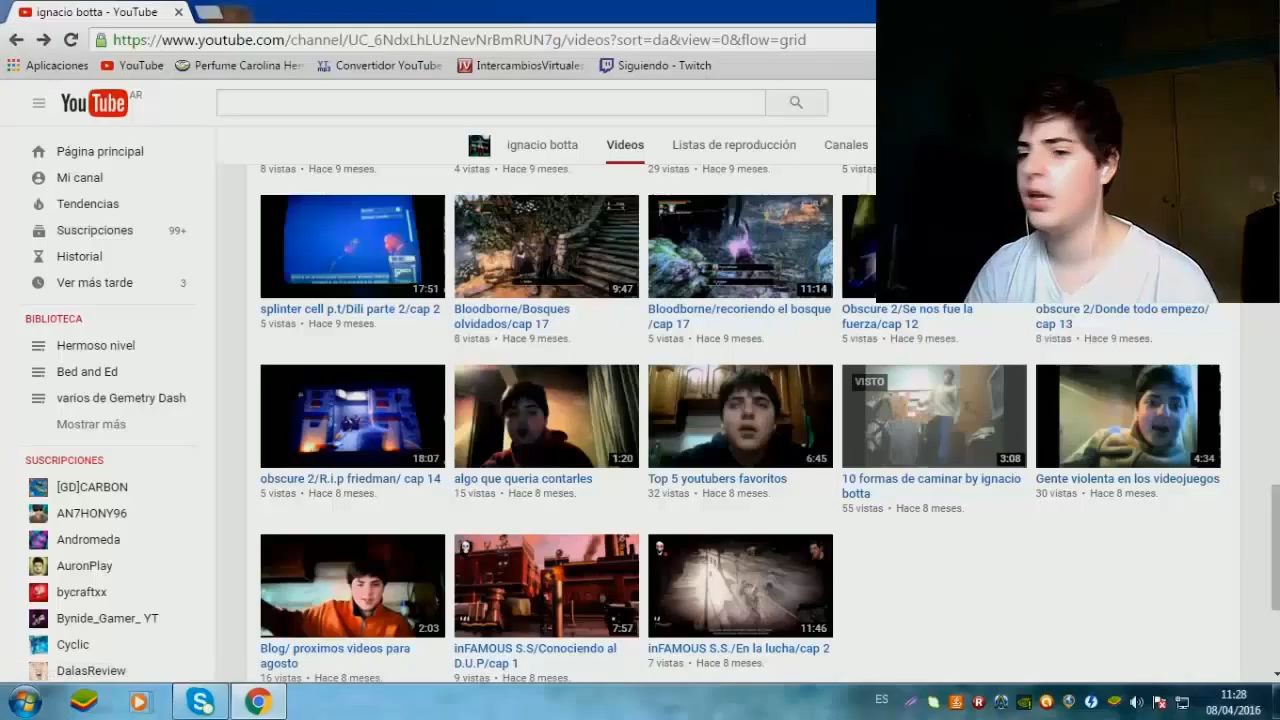 ignacio botta - YouTube
https://www.youtube.com/channel/UC_6NdxLhLUzNevNrBmRUN7g/videos?sort=da&view=0&flow=grid
Aplicaciones YouTube Perfume Carolina Her Convertidor YouTube IntercambiosVirtuale Siguiendo - Twitch
YouTube AR
ignacio botta Videos Listas de reproducción Canales
8 vistas • Hace 9 meses. 4 vistas • Hace 9 meses. 29 vistas • Hace 9 meses. 5 vistas
Página principal
Mi canal
Tendencias
Suscripciones 99+
Historial
Ver más tarde 3
BIBLIOTECA
Hermoso nivel
Bed and Ed
varios de Gemetry Dash
Mostrar más
SUSCRIPCIONES
[GD]CARBON
AN7HONY96
Andromeda
AuronPlay
bycraftxx
Bynide_Gamer_ YT
Cyclic
DalasReview
17:51
splinter cell p.t/Dili parte 2/cap 2
5 vistas • Hace 9 meses.
9:47
Bloodborne/Bosques
olvidados/cap 17
8 vistas • Hace 9 meses.
11:14
Bloodborne/recoriendo el bosque
/cap 17
5 vistas • Hace 9 meses.
Obscure 2/Se nos fue la
fuerza/cap 12
5 vistas • Hace 9 meses.
obscure 2/Donde todo empezo/
cap 13
8 vistas • Hace 9 meses.
18:07
obscure 2/R.i.p friedman/ cap 14
5 vistas • Hace 8 meses.
1:20
algo que queria contarles
15 vistas • Hace 8 meses.
6:45
Top 5 youtubers favoritos
32 vistas • Hace 8 meses.
VISTO
3:08
10 formas de caminar by ignacio
botta
55 vistas • Hace 8 meses.
4:34
Gente violenta en los videojuegos
30 vistas • Hace 8 meses.
2:03
Blog/ proximos videos para
agosto
16 vistas • Hace 8 meses.
7:57
inFAMOUS S.S/Conociendo al
D.U.P/cap 1
9 vistas • Hace 8 meses.
11:46
inFAMOUS S.S./En la lucha/cap 2
7 vistas • Hace 8 meses.
ES
11:28
08/04/2016